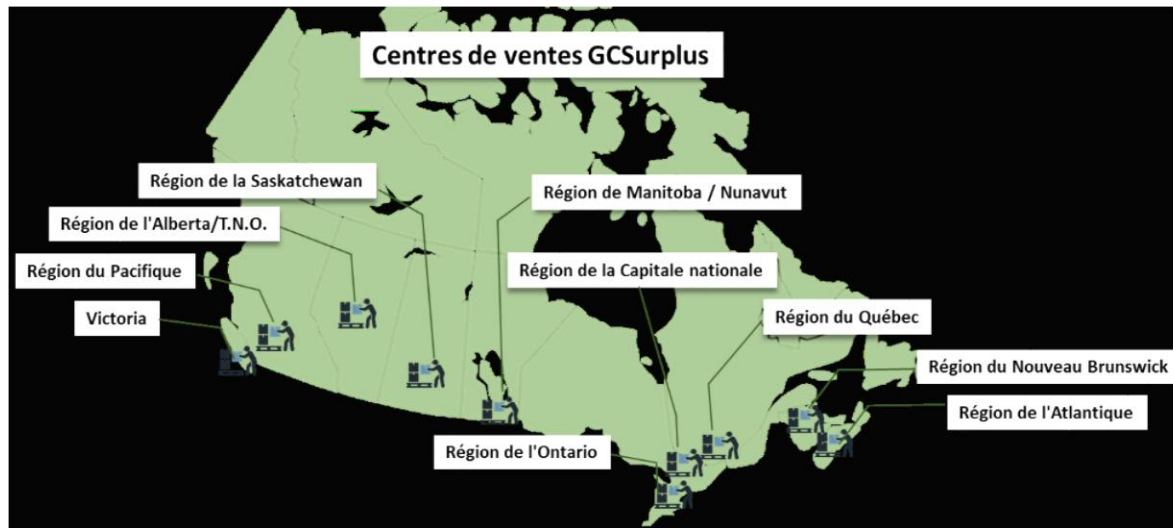 Centres de ventes GCSurplus
Région de la Saskatchewan
Région de Manitoba / Nunavut
Région de l'Alberta/T.N.O.
Région du Pacifique
Région de la Capitale nationale
Victoria
Région du Québec
Région du Nouveau Brunswick
Région de l'Atlantique
Région de l'Ontario